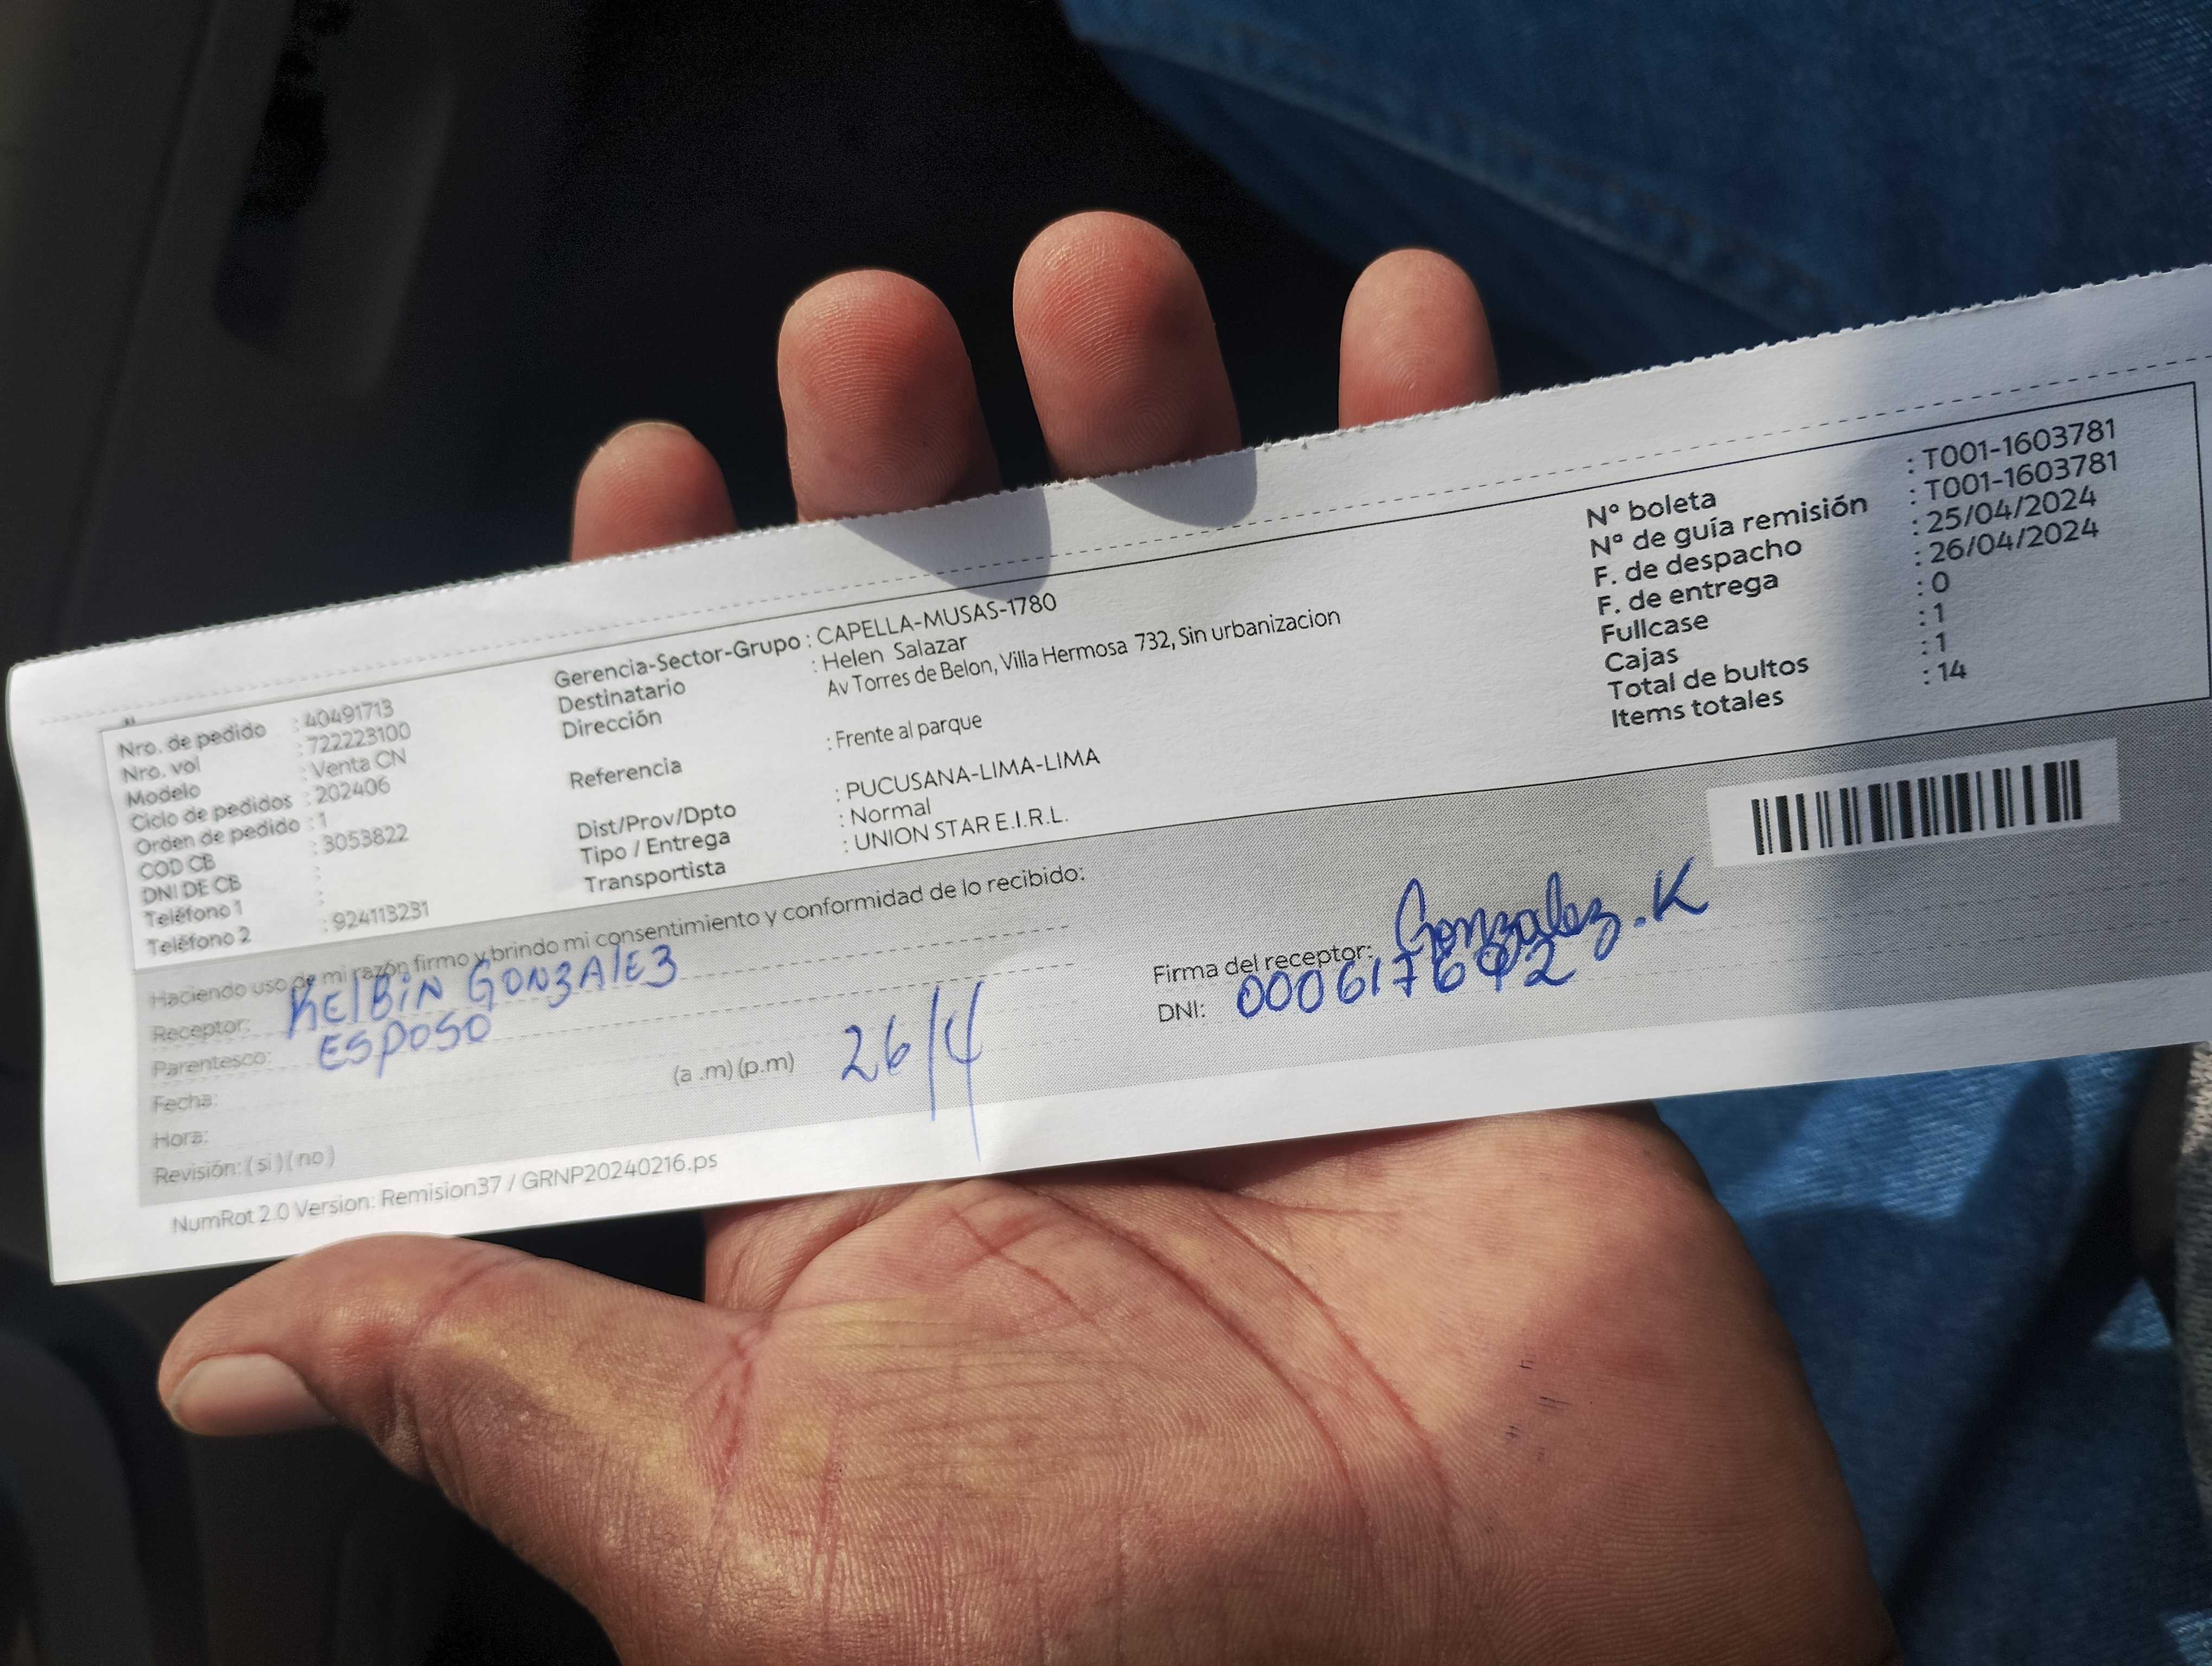 Nro. de pedido : 40491713
Nro. vol : 722223100
Modelo : Venta CN
Ciclo de pedidos : 202406
Orden de pedido : 1
COD CB : 3053822
DNI DE CB :
Teléfono 1 :
Teléfono 2 : 924113231
Gerencia-Sector-Grupo : CAPELLA-MUSAS-1780
Destinatario : Helen Salazar
Dirección Av Torres de Belon, Villa Hermosa 732, Sin urbanizacion
Referencia : Frente al parque
Dist/Prov/Dpto : PUCUSANA-LIMA-LIMA
Tipo / Entrega : Normal
Transportista : UNION STAR E.I.R.L.
N° boleta : T001-1603781
N° de guía remisión : T001-1603781
F. de despacho : 25/04/2024
F. de entrega : 26/04/2024
Fullcase : 0
Cajas : 1
Total de bultos : 1
Items totales : 14
Haciendo uso de mi razón firmo y brindo mi consentimiento y conformidad de lo recibido:
Receptor: KElBiN GONZAlEZ
Parentesco: ESPOSO
Fecha:
Hora: (a .m) (p.m) 26/4
Revisión: ( si ) ( no )
Firma del receptor: Gonzalez.K
DNI:
NumRot 2.0 Version: Remision37 / GRNP20240216.ps